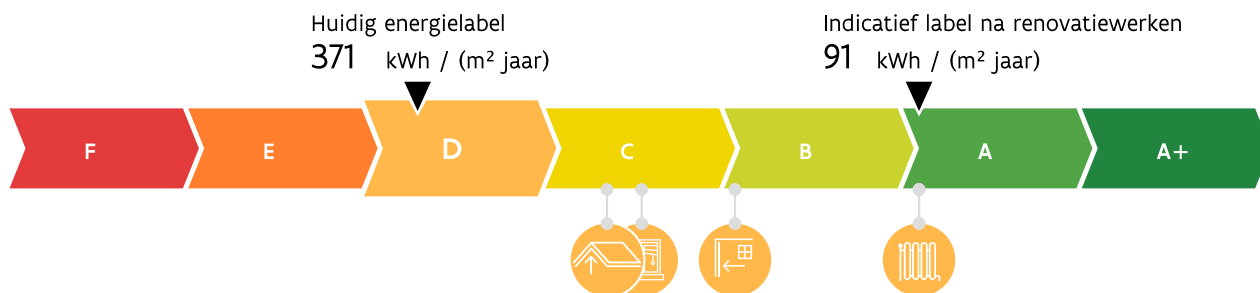 Huidig energielabel
371 kWh / (m² jaar)
Indicatief label na renovatiewerken
91 kWh / (m² jaar)
F E D C B A A+